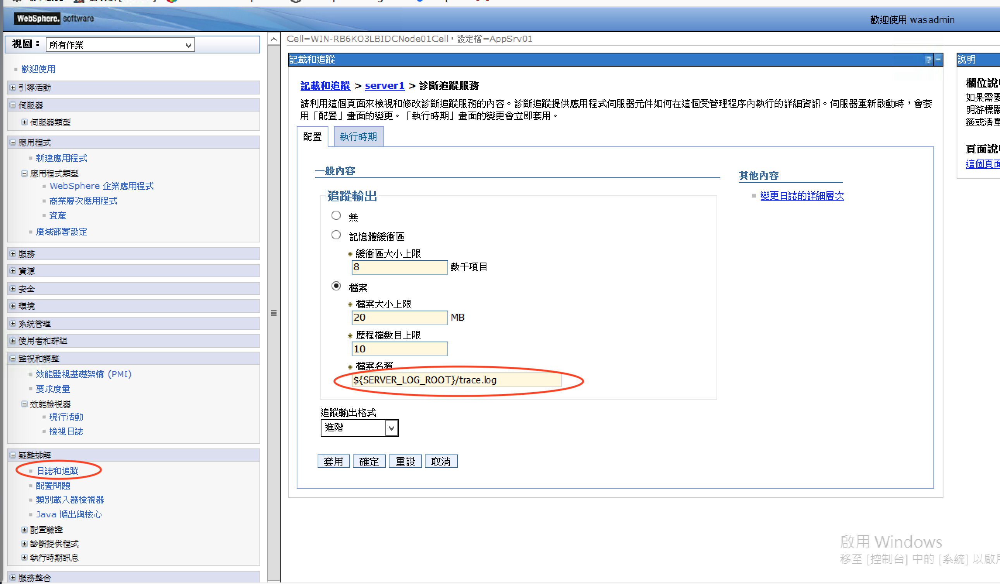 WebSphere. software
歡迎使用 wasadmin
視圖：
所有作業
歡迎使用
引導活動
伺服器
伺服器類型
應用程式
新建應用程式
應用程式類型
WebSphere 企業應用程式
商業層次應用程式
資產
廣域部署設定
服務
資源
安全
環境
系統管理
使用者和群組
監視和調整
效能監視基礎架構 (PMI)
要求度量
效能檢視器
現行活動
檢視日誌
疑難排解
日誌和追蹤
配置問題
類別載入器檢視器
Java 傾出與核心
配置驗證
診斷提供程式
執行時期訊息
服務整合
Cell=WIN-RB6KO3LBIDCNode01Cell，設定檔=AppSrv01
記載和追蹤
記載和追蹤 > server1 > 診斷追蹤服務
請利用這個頁面來檢視和修改診斷追蹤服務的內容。診斷追蹤提供應用程式伺服器元件如何在這個受管理程序內執行的詳細資訊。伺服器重新啟動時，會套
用「配置」畫面的變更。「執行時期」畫面的變更會立即套用。
配置
執行時期
一般內容
追蹤輸出
無
記憶體緩衝區
緩衝區大小上限
8 數千項目
檔案
檔案大小上限
20 MB
歷程檔數目上限
10
檔案名稱
${SERVER_LOG_ROOT}/trace.log
追蹤輸出格式
進階
套用 確定 重設 取消
其他內容
變更日誌的詳細層次
說明
欄位說
如果需要
明游標
籤或清單
頁面說
這個頁面
啟用 Windows
移至 [控制台] 中的 [系統] 以啟